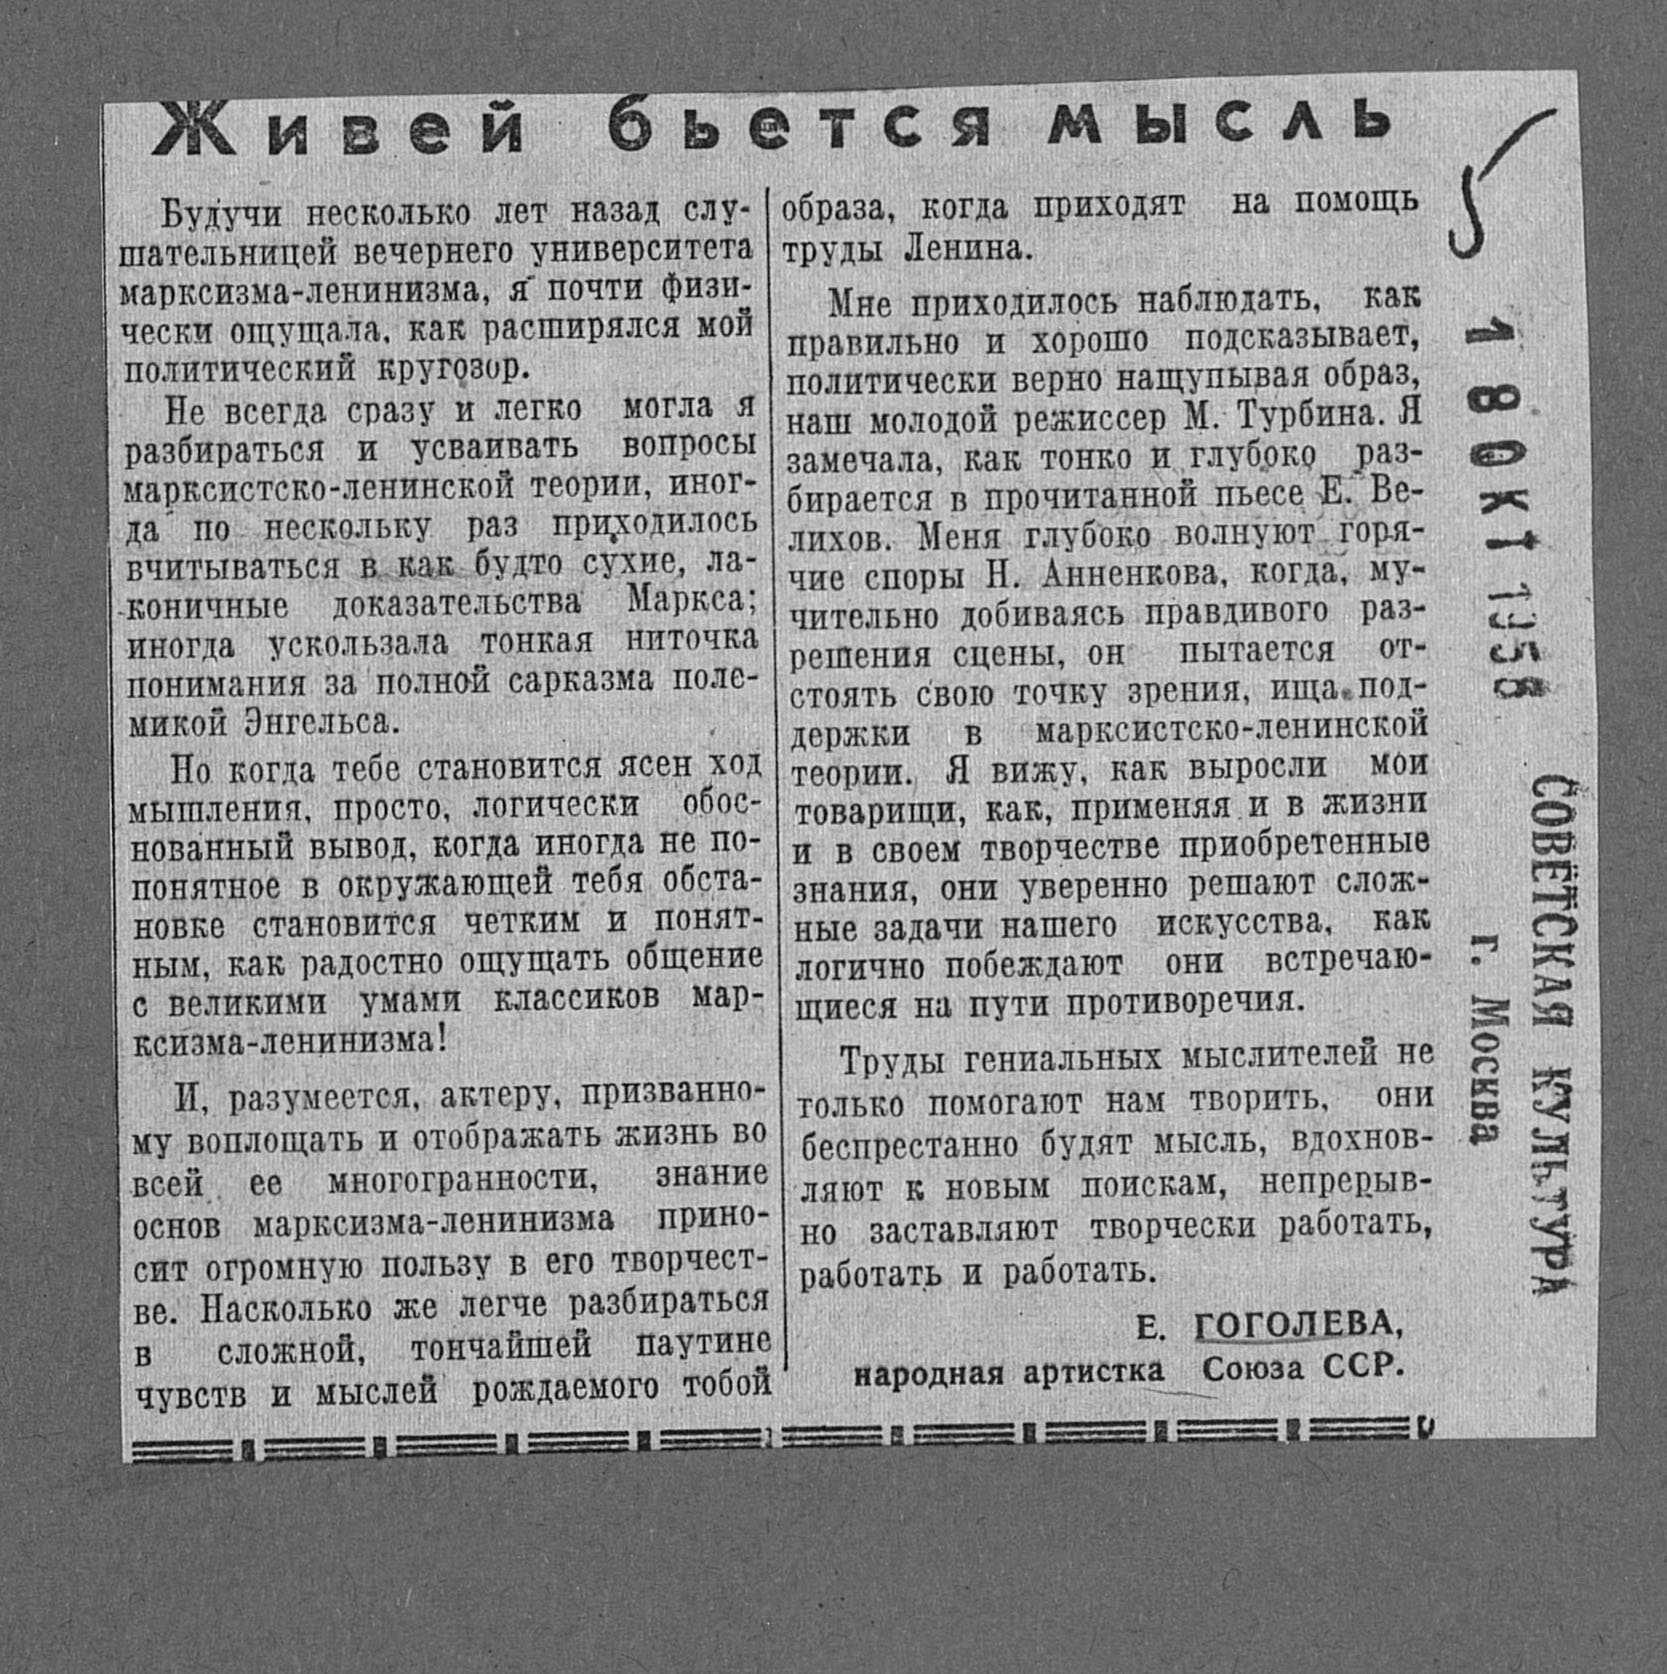 Живей бьется мысль
Будучи несколько лет назад слу-
шательницей вечернего университета
марксизма-ленинизма, я почти физи-
чески ощущала, как расширялся мой
политический кругозор.
Не всегда сразу и легко могла я
разбираться и усваивать вопросы
марксистско-ленинской теории, иног-
да по нескольку раз приходилось
вчитываться в как будто сухие, ла-
коничные доказательства Маркса;
иногда ускользала тонкая ниточка
понимания за полной сарказма поле-
микой Энгельса.
Но когда тебе становится ясен ход
мышления, просто, логически обос-
нованный вывод, когда иногда не по-
понятное в окружающей тебя обста-
новке становится четким и понят-
ным, как радостно ощущать общение
с великими умами классиков мар-
ксизма-ленинизма!
И, разумеется, актеру, призванно-
му воплощать и отображать жизнь во
всей ее многогранности, знание
основ марксизма-ленинизма прино-
сит огромную пользу в его творчест-
ве. Насколько же легче разбираться
в сложной, тончайшей паутине
чувств и мыслей рождаемого тобой
образа, когда приходят на помощь
труды Ленина.
Мне приходилось наблюдать, как
правильно и хорошо подсказывает,
политически верно нащупывая образ,
наш молодой режиссер М. Турбина. Я
замечала, как тонко и глубоко раз-
бирается в прочитанной пьесе Е. Ве-
лихов. Меня глубоко волнуют горя-
чие споры Н. Анненкова, когда, му-
чительно добиваясь правдивого раз-
решения сцены, он пытается от-
стоять свою точку зрения, ища под-
держки в марксистско-ленинской
теории. Я вижу, как выросли мои
товарищи, как, применяя и в жизни
и в своем творчестве приобретенные
знания, они уверенно решают слож-
ные задачи нашего искусства, как
логично побеждают они встречаю-
щиеся на пути противоречия.
Труды гениальных мыслителей не
только помогают нам творить, они
беспрестанно будят мысль, вдохнов-
ляют к новым поискам, непрерыв-
но заставляют творчески работать,
работать и работать.
Е. ГОГОЛЕВА,
народная артистка Союза ССР.
18 ОКТ 1958
СОВЕТСКАЯ КУЛЬТУРА
г. Москва